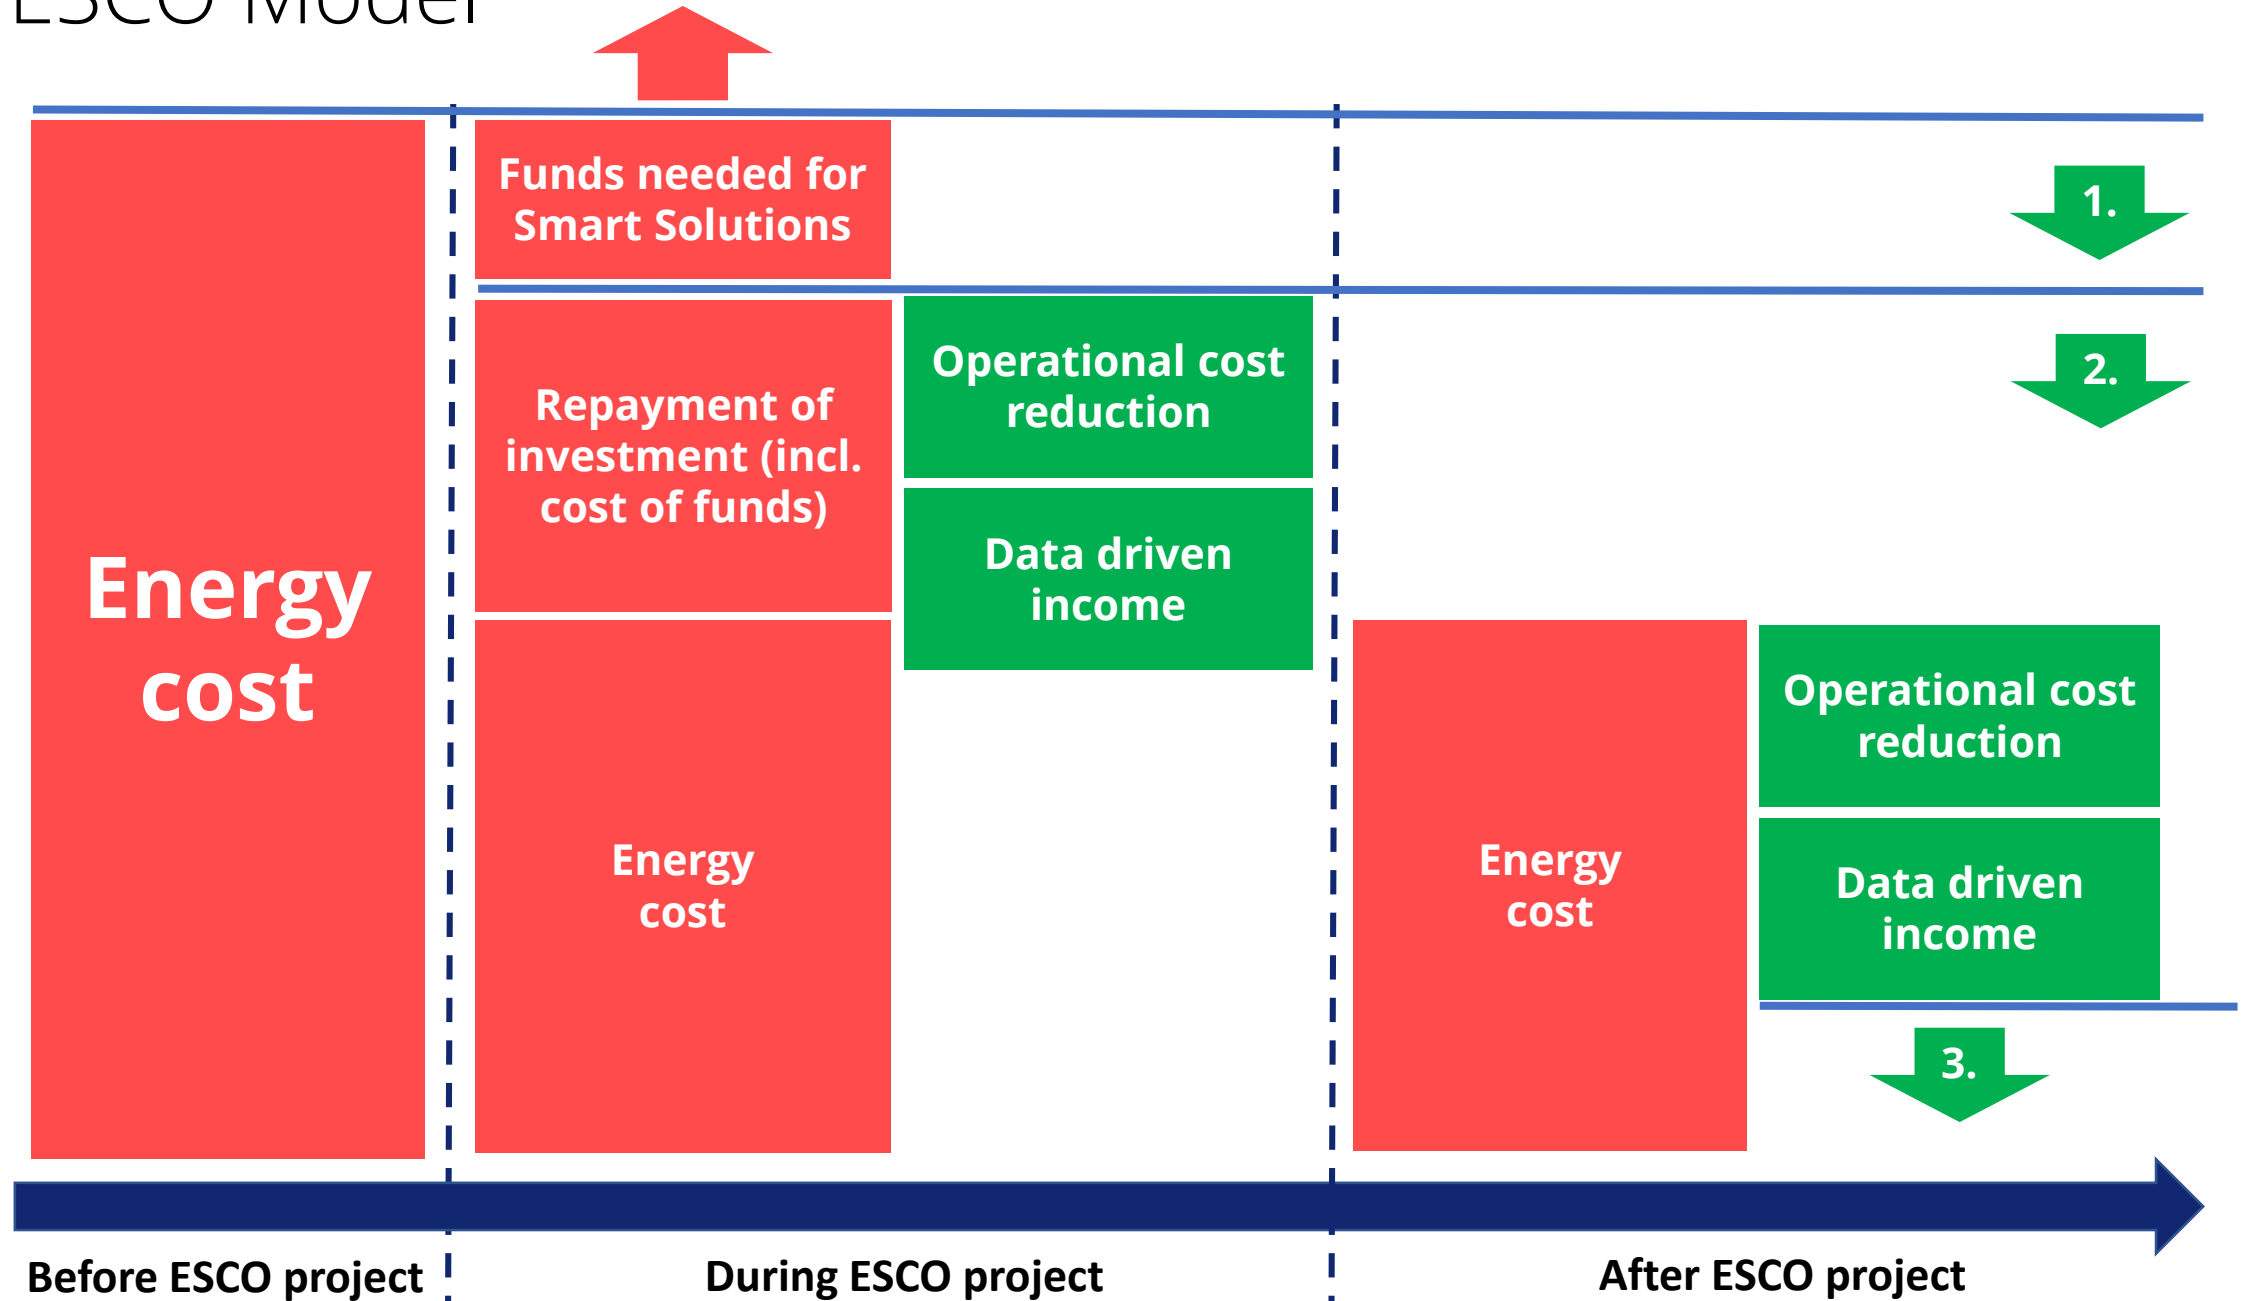 ESCO Model
Funds needed for
Smart Solutions
1.
Operational cost
reduction
2.
Repayment of
investment (incl.
cost of funds)
Data driven
income
Energy
cost
Energy
cost
Energy
cost
Operational cost
reduction
Data driven
income
3.
Before ESCO project
During ESCO project
After ESCO project